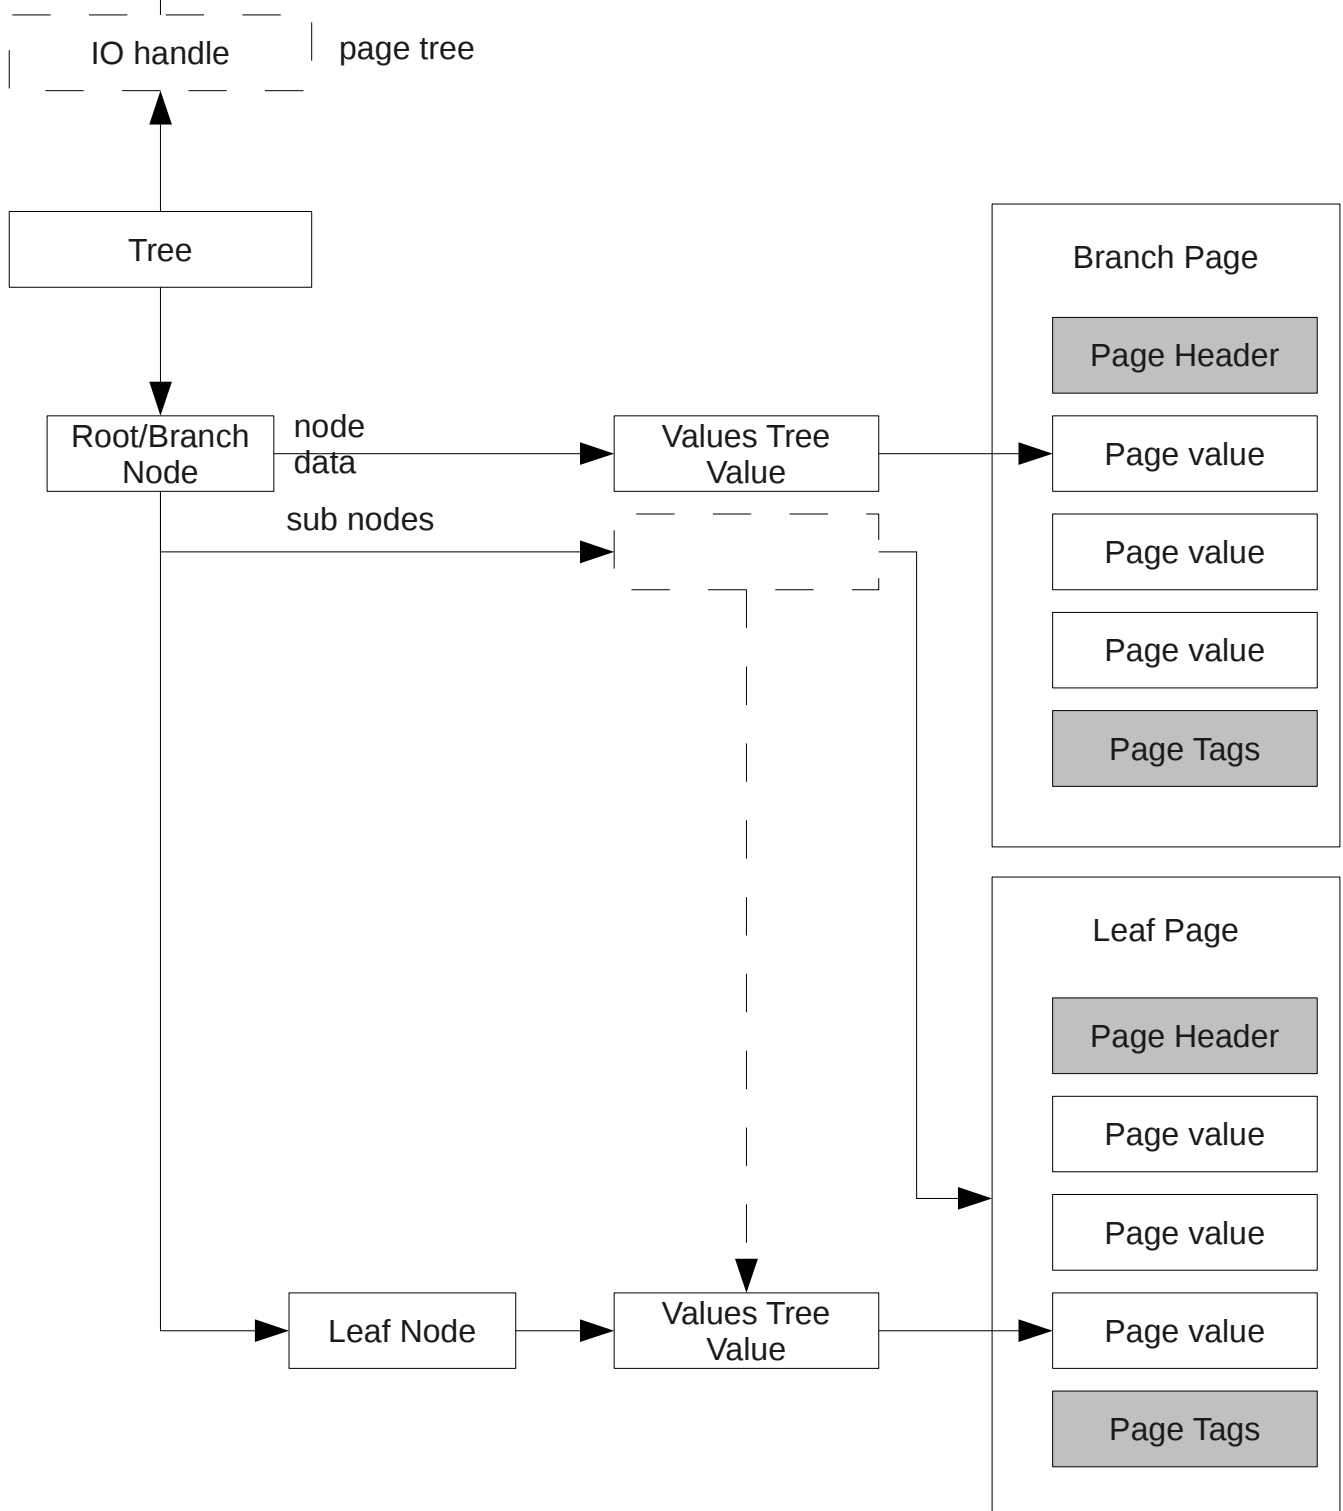 IO handle
page tree
Tree
Branch Page
Page Header
Root/Branch
Node
node
data
Values Tree
Value
Page value
sub nodes
Page value
Page value
Page Tags
Leaf Page
Page Header
Page value
Page value
Leaf Node
Values Tree
Value
Page value
Page Tags